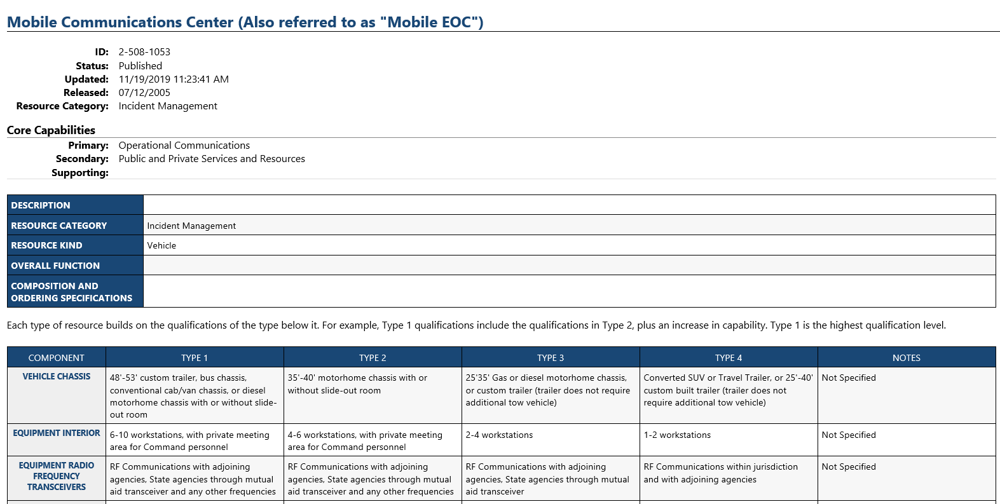 Mobile Communications Center (Also referred to as "Mobile EOC")
ID: 2-508-1053
Status: Published
Updated: 11/19/2019 11:23:41 AM
Released: 07/12/2005
Resource Category: Incident Management
Core Capabilities
Primary: Operational Communications
Secondary: Public and Private Services and Resources
Supporting:
DESCRIPTION
RESOURCE CATEGORY Incident Management
RESOURCE KIND Vehicle
OVERALL FUNCTION
COMPOSITION AND
ORDERING SPECIFICATIONS
Each type of resource builds on the qualifications of the type below it. For example, Type 1 qualifications include the qualifications in Type 2, plus an increase in capability. Type 1 is the highest qualification level.
COMPONENT TYPE 1 TYPE 2 TYPE 3 TYPE 4 NOTES
VEHICLE CHASSIS
48'-53' custom trailer, bus chassis,
conventional cab/van chassis, or diesel
motorhome chassis with or without slide-
out room
35'-40' motorhome chassis with or
without slide-out room
25'35' Gas or diesel motorhome chassis,
or custom trailer (trailer does not require
additional tow vehicle)
Converted SUV or Travel Trailer, or 25'-40'
custom built trailer (trailer does not
require additional tow vehicle)
Not Specified
EQUIPMENT INTERIOR
6-10 workstations, with private meeting
area for Command personnel
4-6 workstations, with private meeting
area for Command personnel
2-4 workstations
1-2 workstations
Not Specified
EQUIPMENT RADIO
FREQUENCY
TRANSCEIVERS
RF Communications with adjoining
agencies, State agencies through mutual
aid transceiver and any other frequencies
RF Communications with adjoining
agencies, State agencies through mutual
aid transceiver and any other frequencies
RF Communications with adjoining
agencies, State agencies through mutual
aid transceiver
RF Communications within jurisdiction
and with adjoining agencies
Not Specified